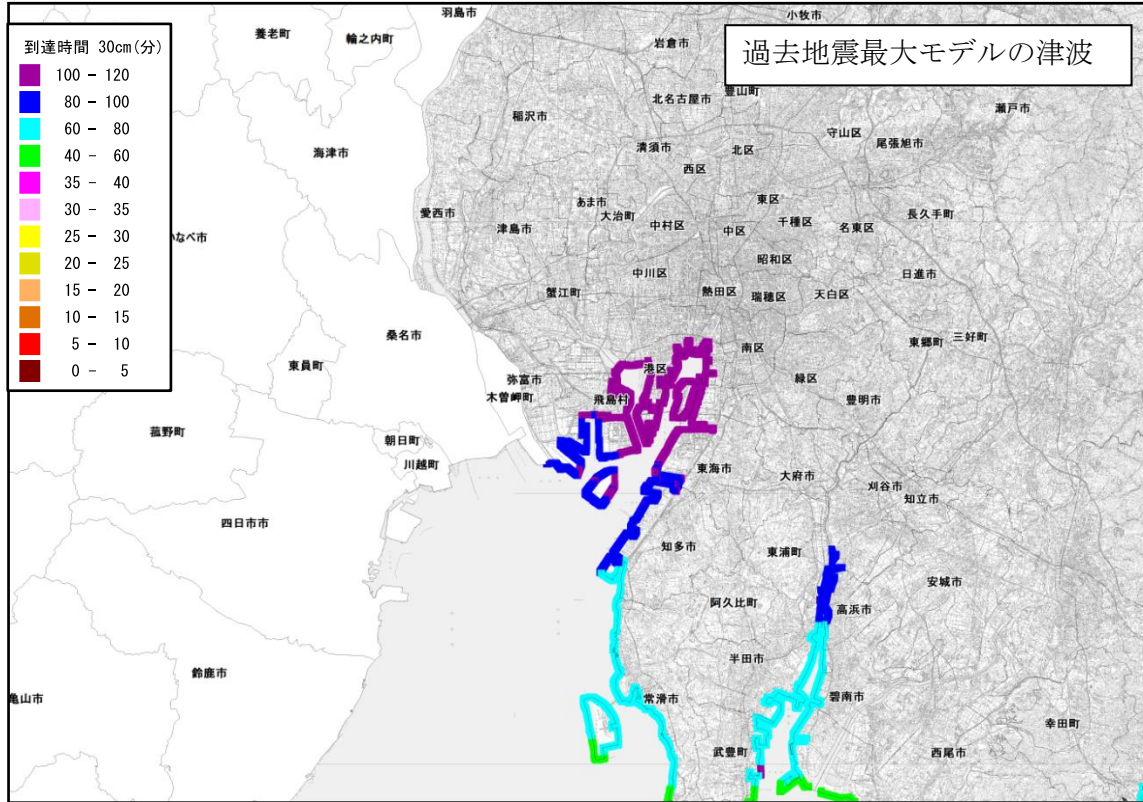 到達時間 30cm(分)
100 - 120
80 - 100
60 - 80
40 - 60
35 - 40
30 - 35
25 - 30
20 - 25
15 - 20
10 - 15
5 - 10
0 - 5
過去地震最大モデルの津波
羽島市
小牧市
養老町
輪之内町
岩倉市
豊山町
北名古屋市
稲沢市
瀬戸市
守山区
尾張旭市
海津市
清須市
北区
西区
あま市
東区
愛西市
大治町
長久手町
津島市
中村区
中区
千種区
名東区
いなべ市
昭和区
中川区
日進市
蟹江町
熱田区
瑞穂区
天白区
桑名市
南区
東郷町
三好町
東員町
港区
弥富市
緑区
木曽岬町
飛島村
豊明市
菰野町
朝日町
川越町
東海市
大府市
刈谷市
知立市
四日市市
知多市
東浦町
安城市
阿久比町
高浜市
半田市
鈴鹿市
亀山市
常滑市
碧南市
幸田町
武豊町
西尾市